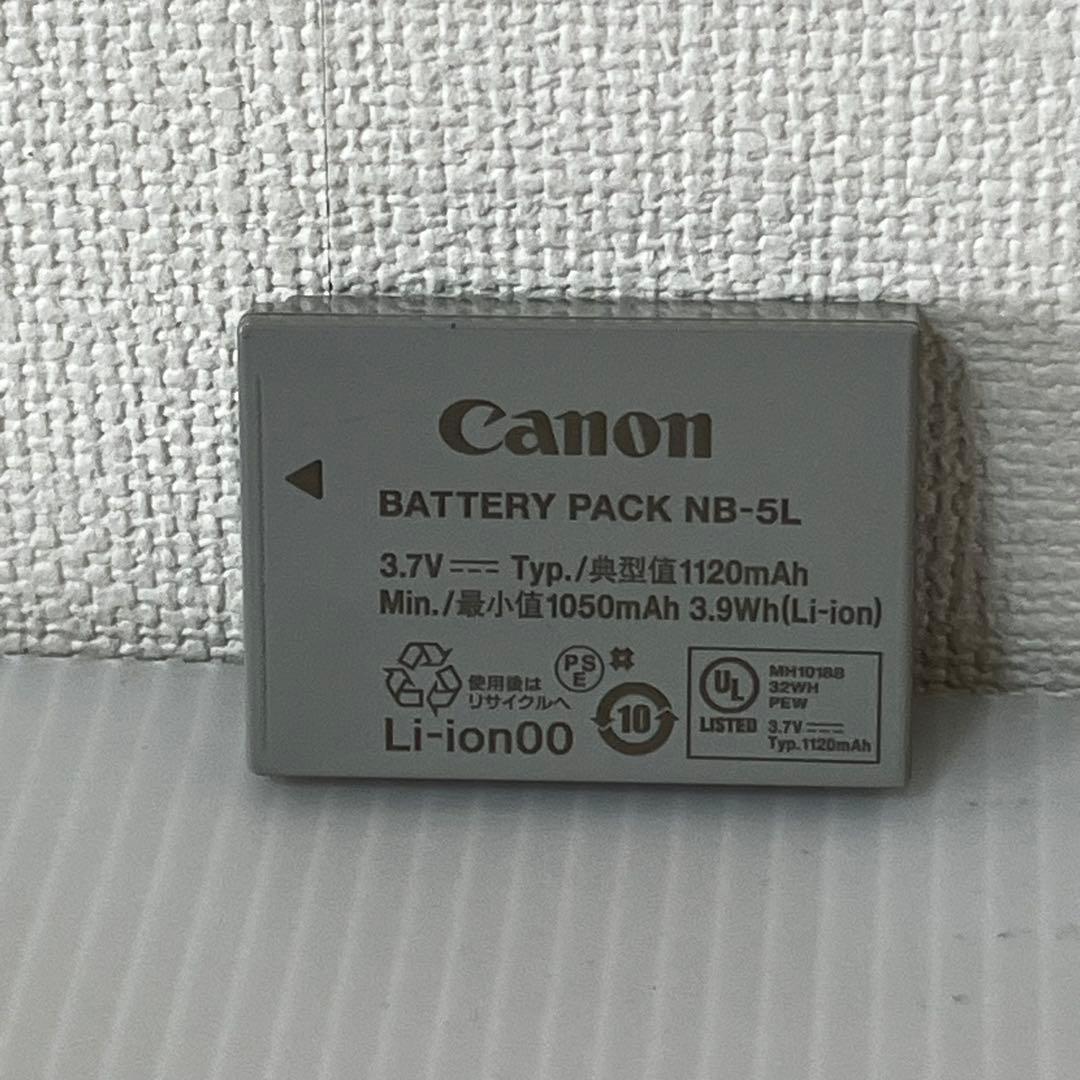 Canon
BATTERY PACK NB-5L
3.7V Typ./典型值1120mAh
Min./最小值1050mAh 3.9Wh(Li-ion)
使用後は
リサイクルへ
Li-ion00
PS
E
10
UL
LISTED
MH10188
32WH
PEW
3.7V
Typ.1120mAh